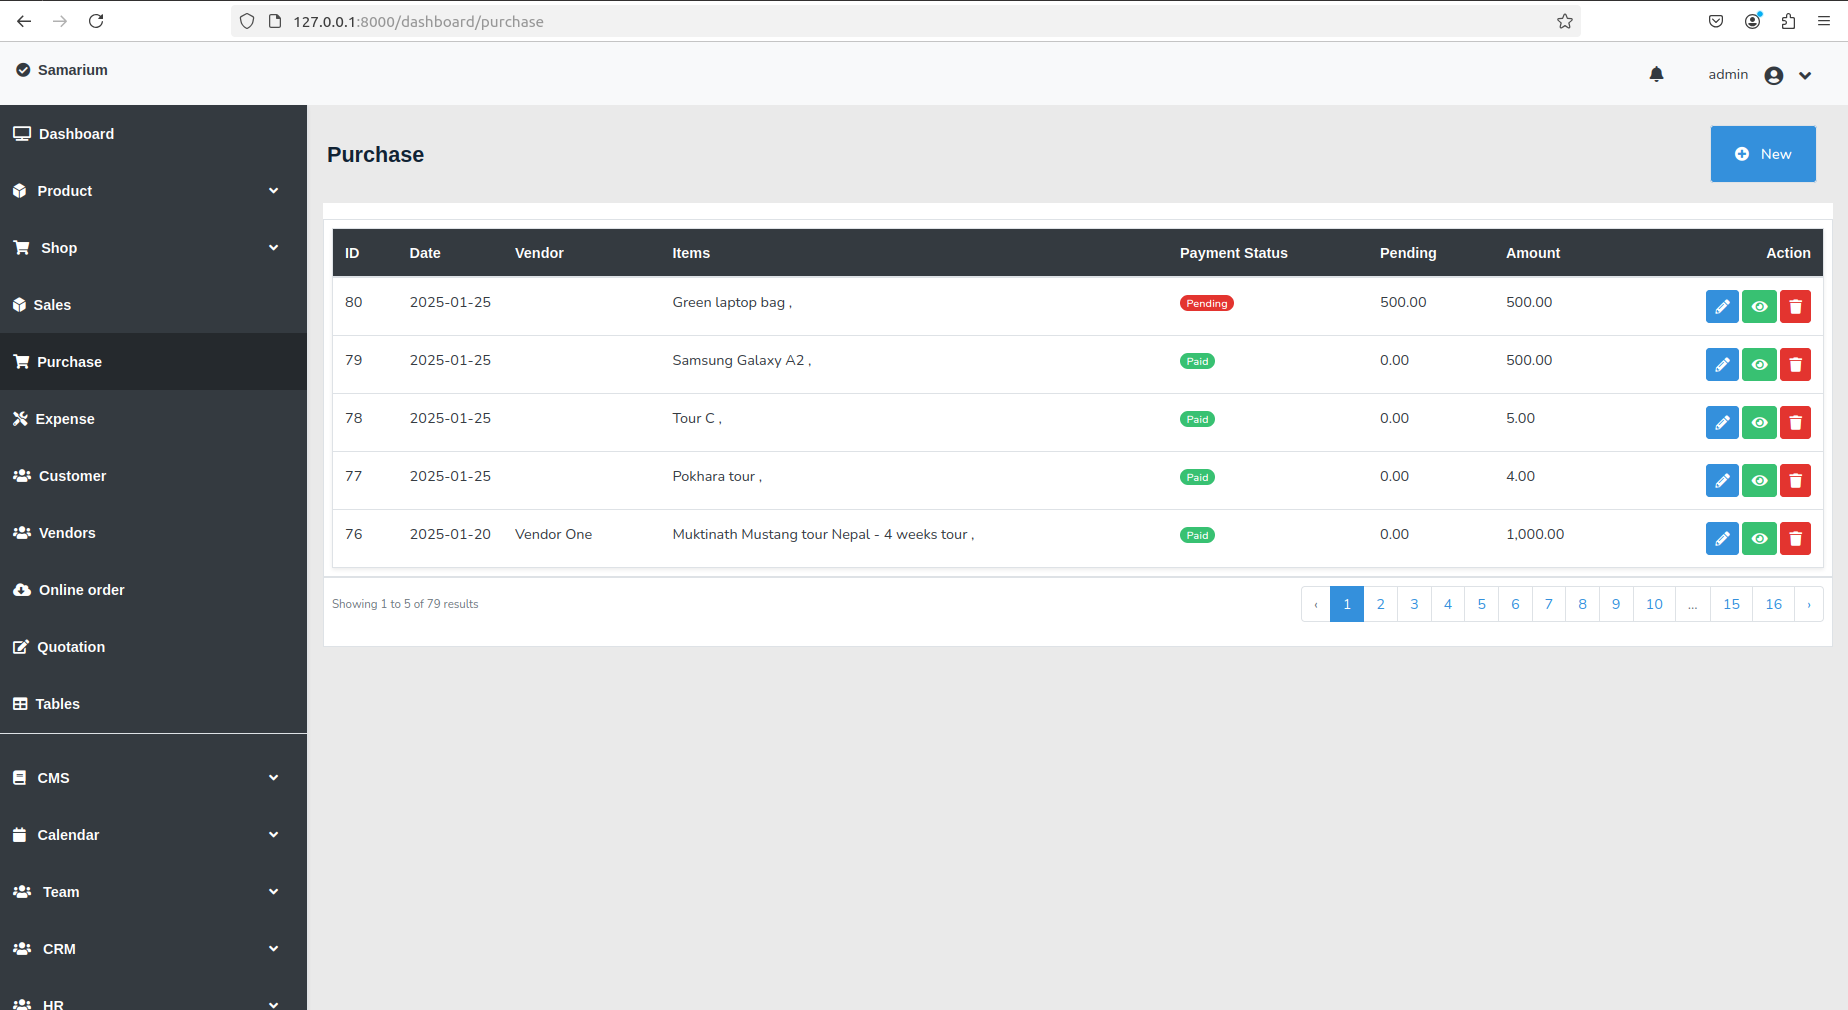 127.0.0.1:8000/dashboard/purchase
Samarium
admin
Dashboard
Product
Shop
Sales
Purchase
Expense
Customer
Vendors
Online order
Quotation
Tables
CMS
Calendar
Team
CRM
HR
Purchase
New
ID Date Vendor Items Payment Status Pending Amount Action
80 2025-01-25 Green laptop bag , Pending 500.00 500.00
79 2025-01-25 Samsung Galaxy A2 , Paid 0.00 500.00
78 2025-01-25 Tour C , Paid 0.00 5.00
77 2025-01-25 Pokhara tour , Paid 0.00 4.00
76 2025-01-20 Vendor One Muktinath Mustang tour Nepal - 4 weeks tour , Paid 0.00 1,000.00
Showing 1 to 5 of 79 results
‹ 1 2 3 4 5 6 7 8 9 10 ... 15 16 ›